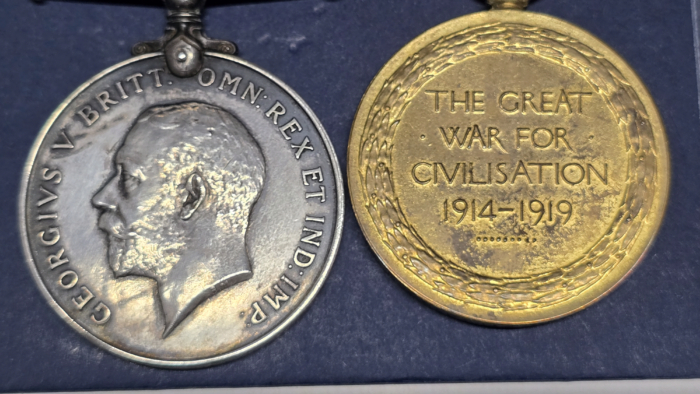 GEORGIVS V BRITT: OMN: REX ET IND: IMP:
THE GREAT
WAR FOR
CIVILISATION
1914-1919